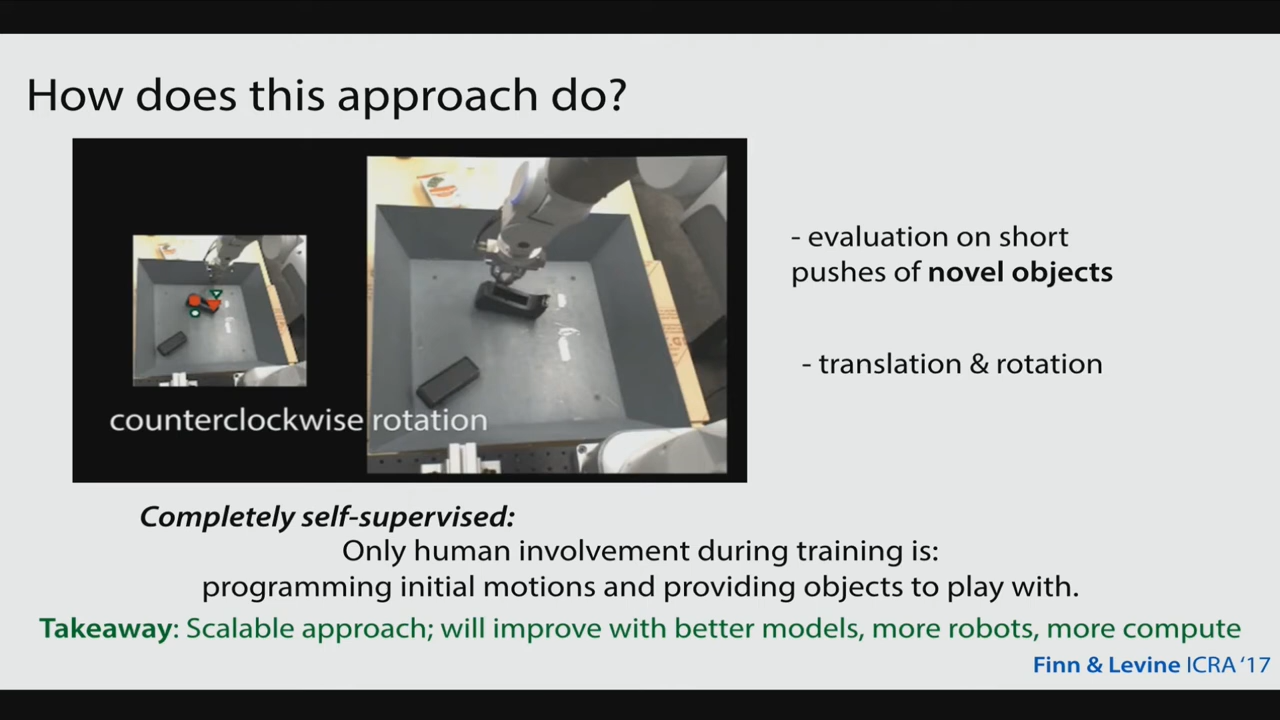 How does this approach do?
counterclockwise rotation
- evaluation on short
pushes of novel objects
- translation & rotation
Completely self-supervised:
Only human involvement during training is:
programming initial motions and providing objects to play with.
Takeaway: Scalable approach; will improve with better models, more robots, more compute
Finn & Levine ICRA ‘17